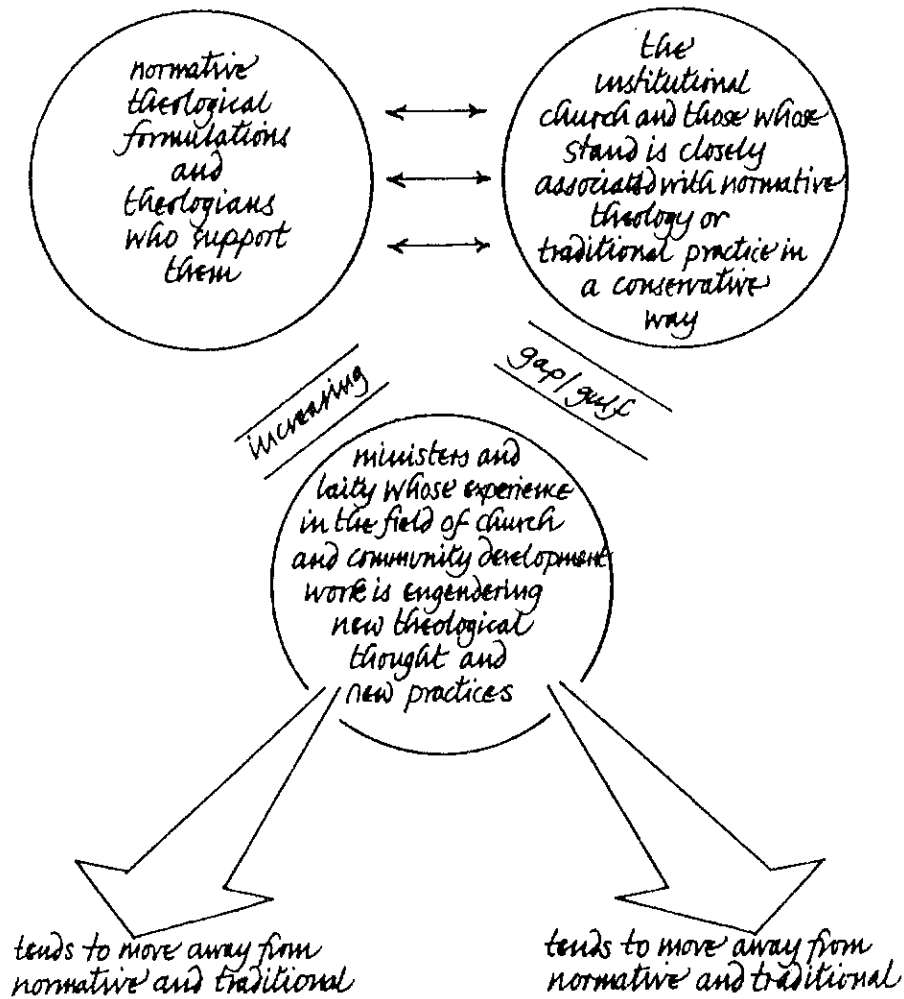 normative
theological
formulations
and
theologians
who support
them
the
institutional
church and those whose
stand is closely
associated with normative
theology or
traditional practice in
a conservative
way
increasing
gap/gulf
ministers and
laity whose experience
in the field of church
and community development
work is engendering
new theological
thought and
new practices
tends to move away from
normative and traditional
tends to move away from
normative and traditional